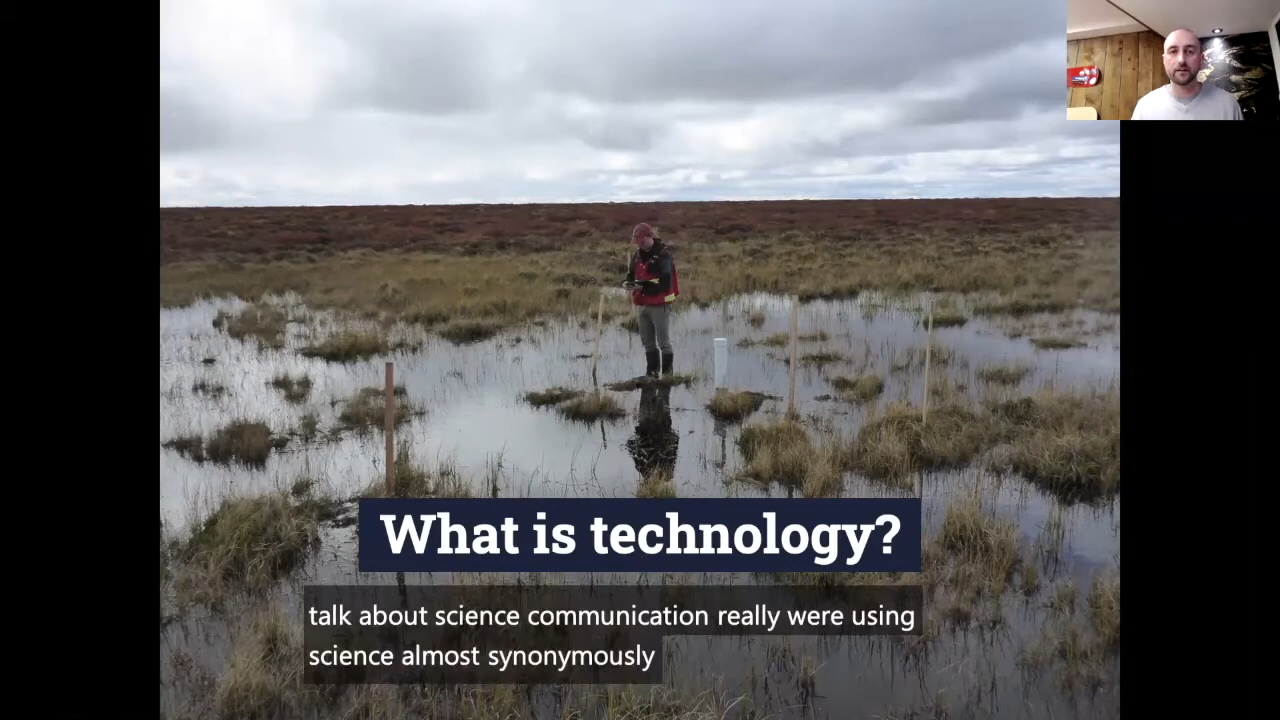 What is technology?
talk about science communication really were using
science almost synonymously